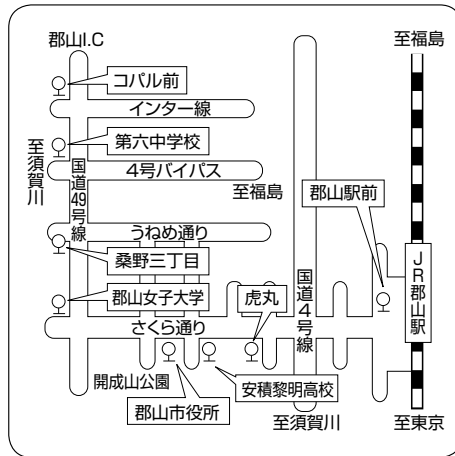 郡山I.C
至福島
コパル前
インター線
第六中学校
至須賀川
国道49号線
4号バイパス
至福島
郡山駅前
うねめ通り
桑野三丁目
国道4号線
JR郡山駅
郡山女子大学
虎丸
さくら通り
開成山公園
安積黎明高校
郡山市役所
至須賀川
至東京